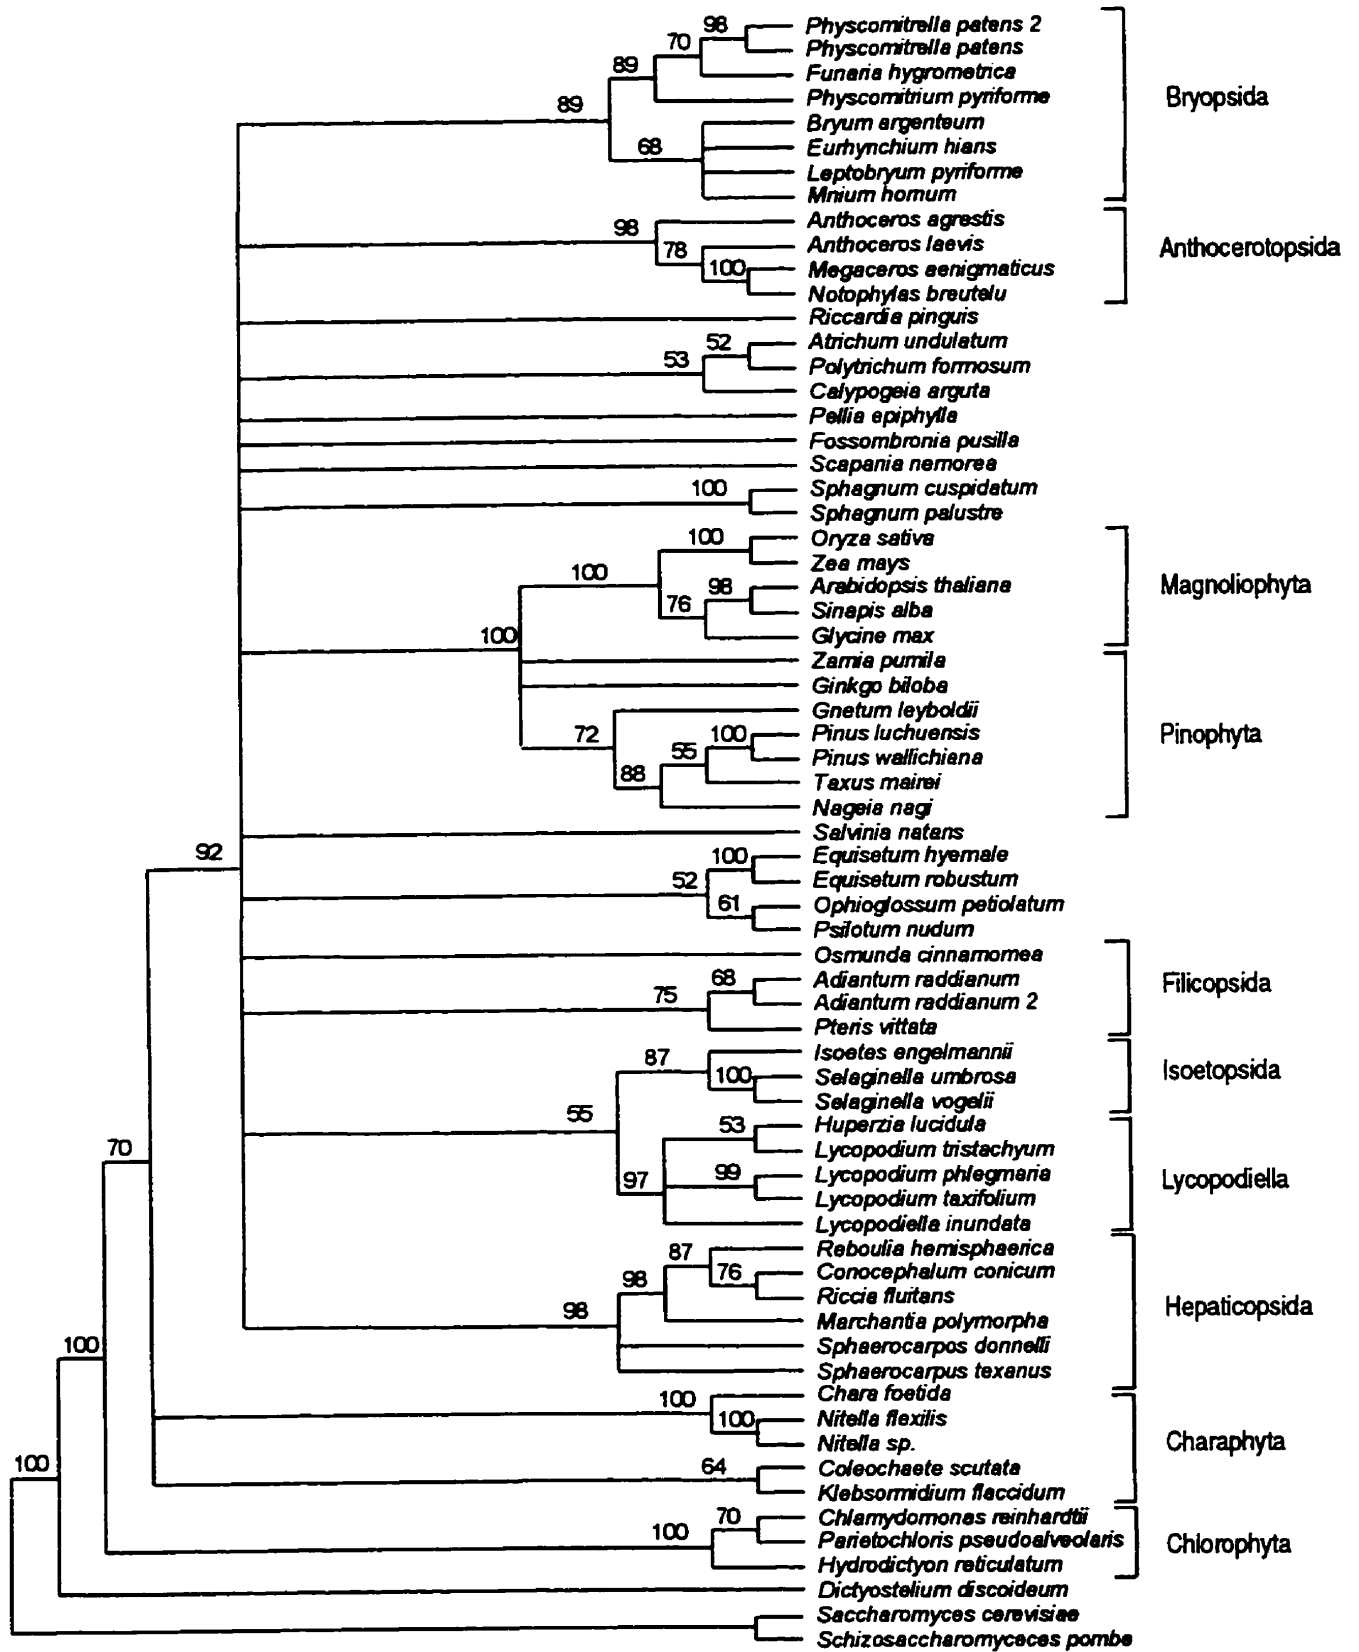 98
Physcomitrella patens 2
70
Physcomitrella patens
89
Funaria hygrometrica
Bryopsida
89
Physcomitrium pyriforme
Bryum argenteum
68
Eurhynchium hians
Leptobryum pyriforme
Mnium hornum
98
Anthoceros agrestis
78
Anthoceros laevis
Anthocerotopsida
100
Megaceros aenigmaticus
Notophylas breutelu
Riccardia pinguis
52
Atrichum undulatum
53
Polytrichum formosum
Calypogeia arguta
Pellia epiphylla
Fossombronia pusilla
Scapania nemorea
100
Sphagnum cuspidatum
Sphagnum palustre
100
Oryza sativa
Zea mays
100
98
Arabidopsis thaliana
Magnoliophyta
76
Sinapis alba
100
Glycine max
Zamia pumila
Ginkgo biloba
Gnetum leyboldii
72
100
Pinus luchuensis
Pinophyta
55
Pinus wallichiana
88
Taxus mairei
Nageia nagi
Salvinia natans
92
100
Equisetum hyemale
52
Equisetum robustum
61
Ophioglossum petiolatum
Psilotum nudum
Osmunda cinnamomea
68
Adiantum raddianum
Filicopsida
75
Adiantum raddianum 2
Pteris vittata
87
Isoetes engelmannii
100
Selaginella umbrosa
Isoetopsida
Selaginella vogelii
55
53
Huperzia lucidula
70
Lycopodium tristachyum
97
99
Lycopodium phlegmaria
Lycopodiella
Lycopodium taxifolium
Lycopodiella inundata
87
Reboulia hemisphaerica
98
76
Conocephalum conicum
Riccia fluitans
Hepaticopsida
98
Marchantia polymorpha
100
Sphaerocarpos donnelli
Sphaerocarpus texanus
100
Chara foetida
100
Nitella flexilis
Nitella sp.
Charaphyta
100
64
Coleochaete scutata
Klebsormidium flaccidum
70
Chlamydomonas reinhardtii
100
Parietochloris pseudoalveolaris
Chlorophyta
Hydrodictyon reticulatum
Dictyostelium discoideum
Saccharomyces cerevisiae
Schizosaccharomyceces pombe